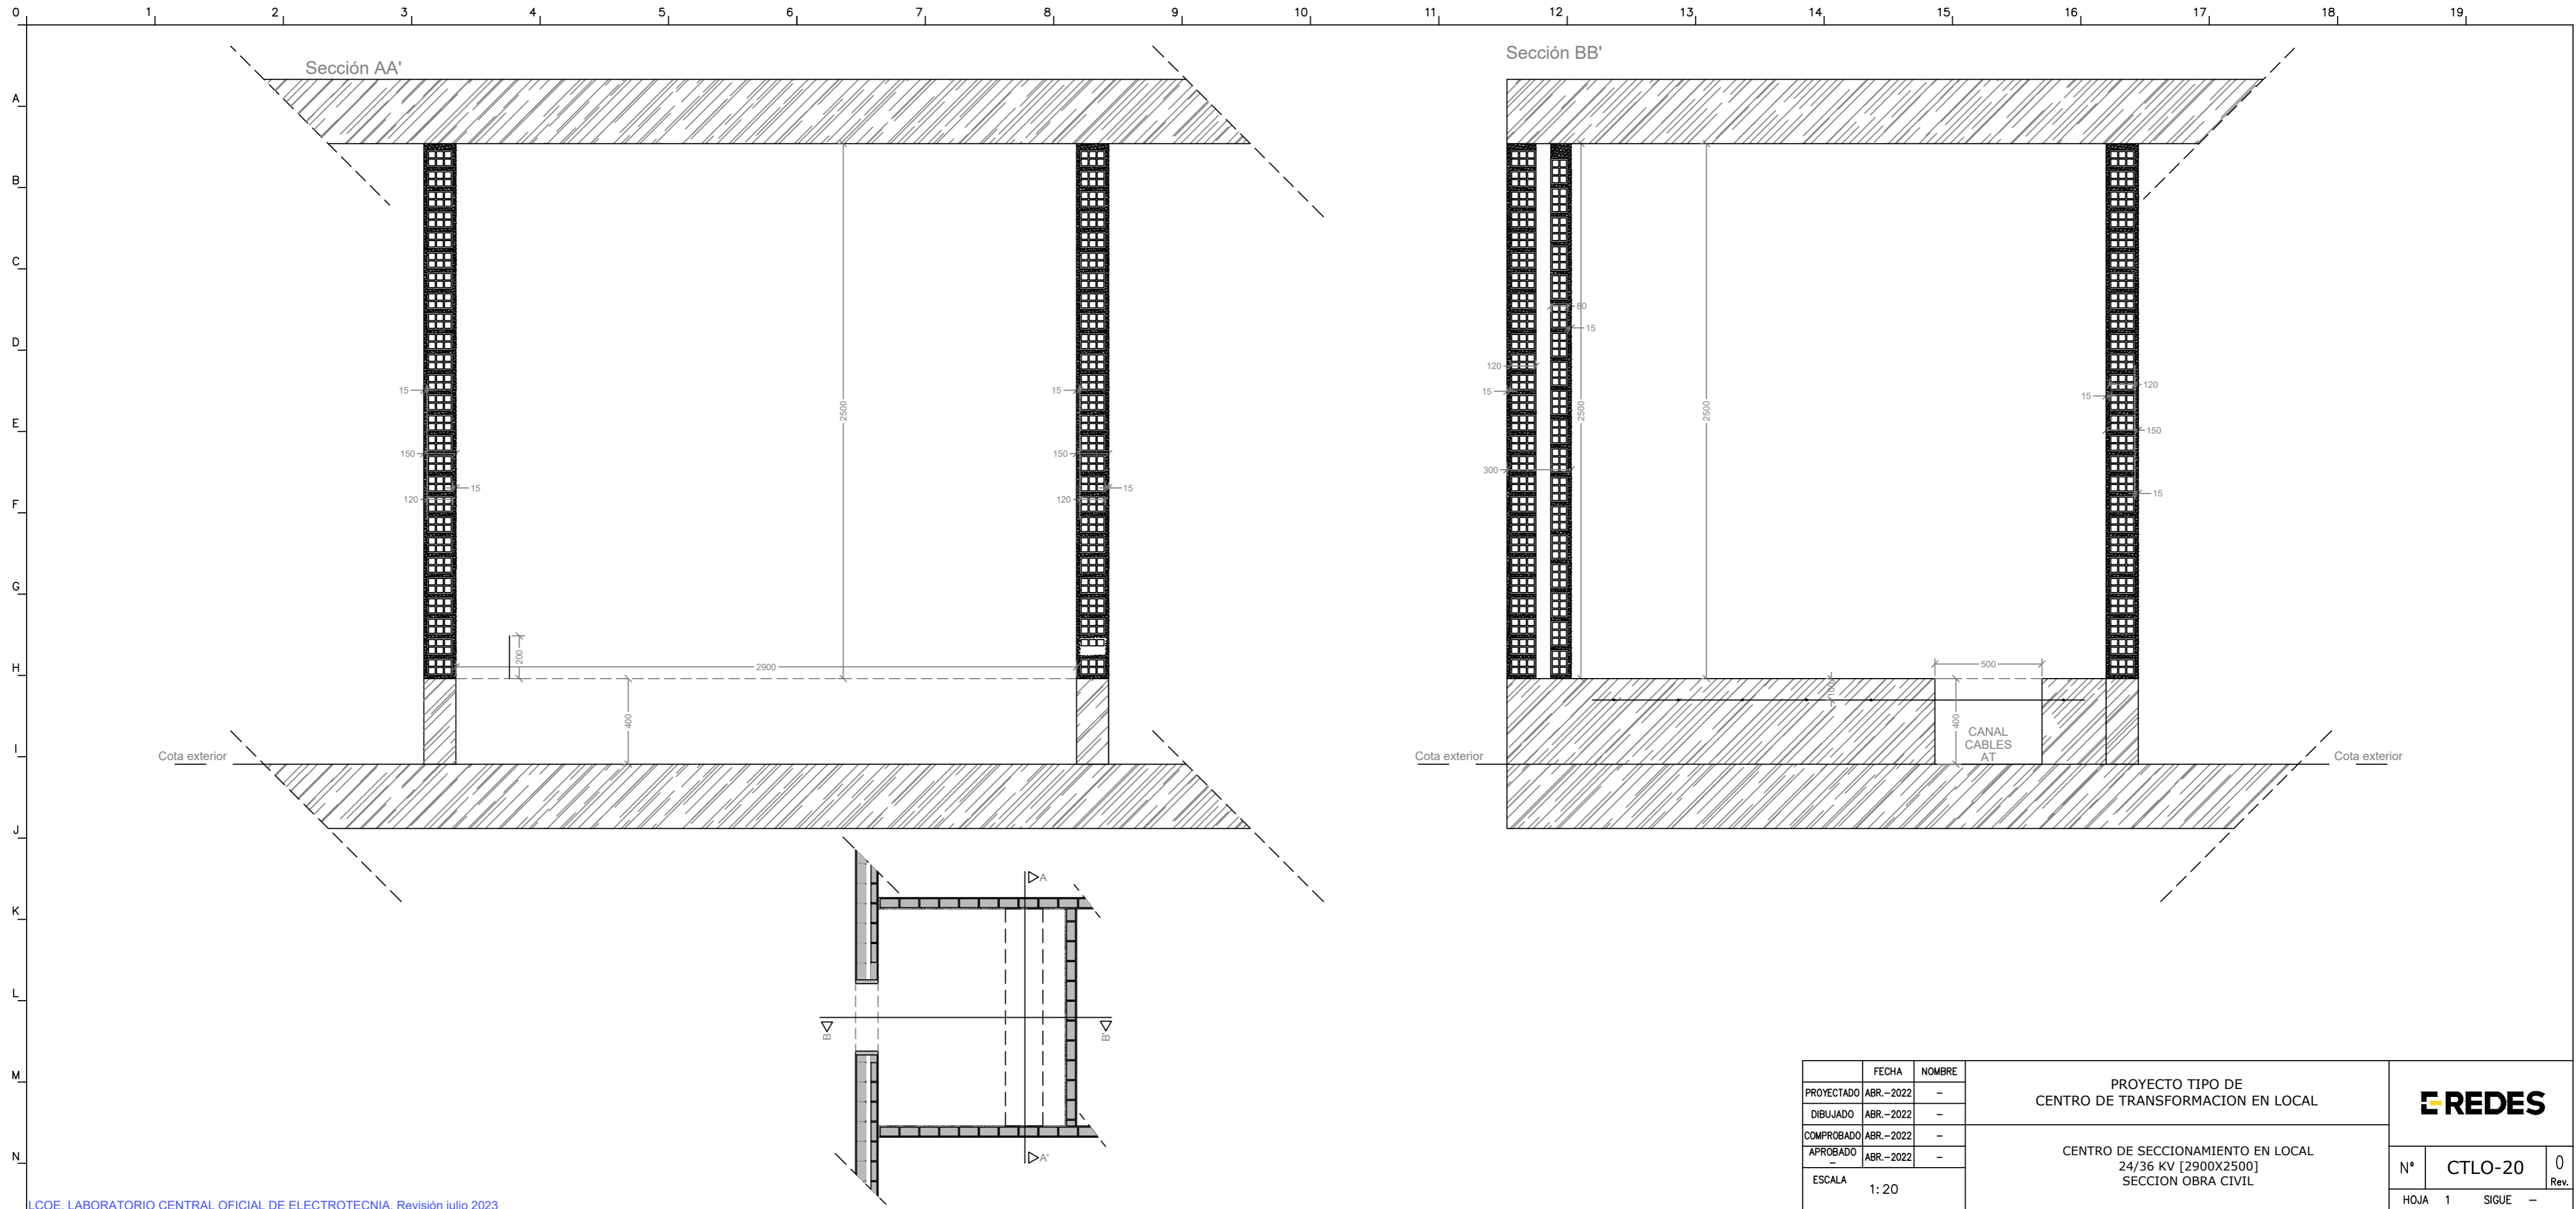 0 1 2 3 4 5 6 7 8 9 10 11 12 13 14 15 16 17 18 19
A
B
C
D
E
F
G
H
I
J
K
L
M
N
Sección AA'
15
150
120
15
2500
15
150
120
15
200
2900
400
Cota exterior
Sección BB'
80
15
120
15
2500
2500
300
120
15
150
15
500
100
400
CANAL
CABLES
AT
Cota exterior
Cota exterior
A
B
B'
A'
FECHA NOMBRE
PROYECTADO ABR.-2022 -
DIBUJADO ABR.-2022 -
COMPROBADO ABR.-2022 -
APROBADO - ABR.-2022 -
ESCALA 1:20
PROYECTO TIPO DE
CENTRO DE TRANSFORMACION EN LOCAL
CENTRO DE SECCIONAMIENTO EN LOCAL
24/36 KV [2900X2500]
SECCION OBRA CIVIL
E-REDES
Nº CTLO-20 0 Rev.
HOJA 1 SIGUE -
LCOE. LABORATORIO CENTRAL OFICIAL DE ELECTROTECNIA. Revisión julio 2023